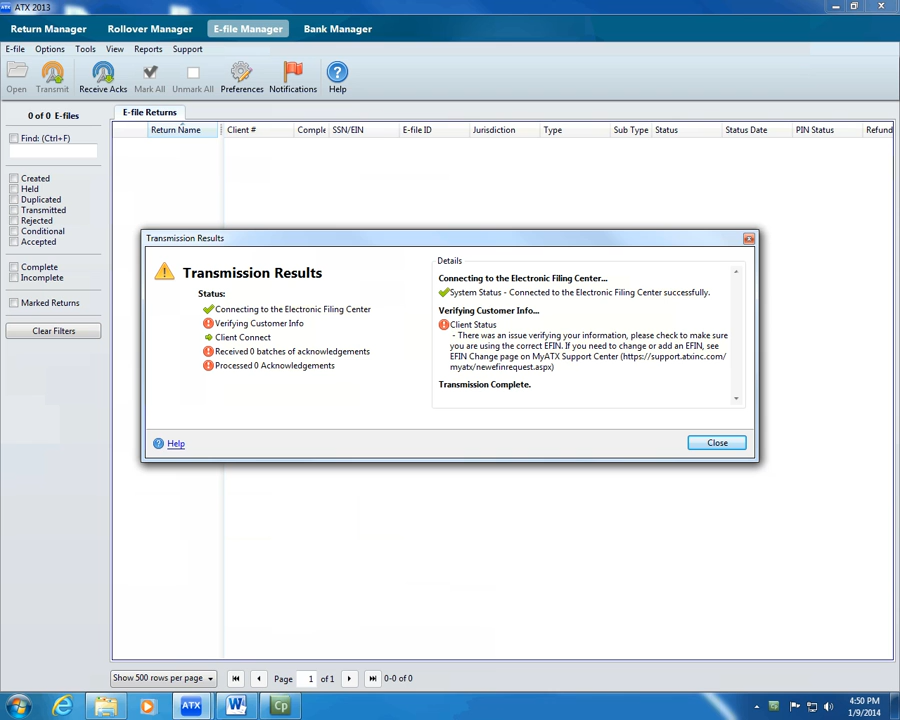 ATX 2013
Return Manager Rollover Manager E-file Manager Bank Manager
E-file Options Tools View Reports Support
Open Transmit Receive Acks Mark All Unmark All Preferences Notifications Help
0 of 0 E-files
E-file Returns
Find: (Ctrl+F)
Return Name Client # Comple SSN/EIN E-file ID Jurisdiction Type Sub Type Status Status Date PIN Status Refund
Created
Held
Duplicated
Transmitted
Rejected
Conditional
Accepted
Complete
Incomplete
Marked Returns
Clear Filters
Transmission Results
Transmission Results
Status:
Connecting to the Electronic Filing Center
Verifying Customer Info
Client Connect
Received 0 batches of acknowledgements
Processed 0 Acknowledgements
Details
Connecting to the Electronic Filing Center...
System Status - Connected to the Electronic Filing Center successfully.
Verifying Customer Info...
Client Status
- There was an issue verifying your information, please check to make sure
you are using the correct EFIN. If you need to change or add an EFIN, see
EFIN Change page on MyATX Support Center (https://support.atxinc.com/
myatx/newefinrequest.aspx)
Transmission Complete.
Help
Close
Show 500 rows per page Page 1 of 1 0-0 of 0
ATX W Cp
4:50 PM
1/9/2014